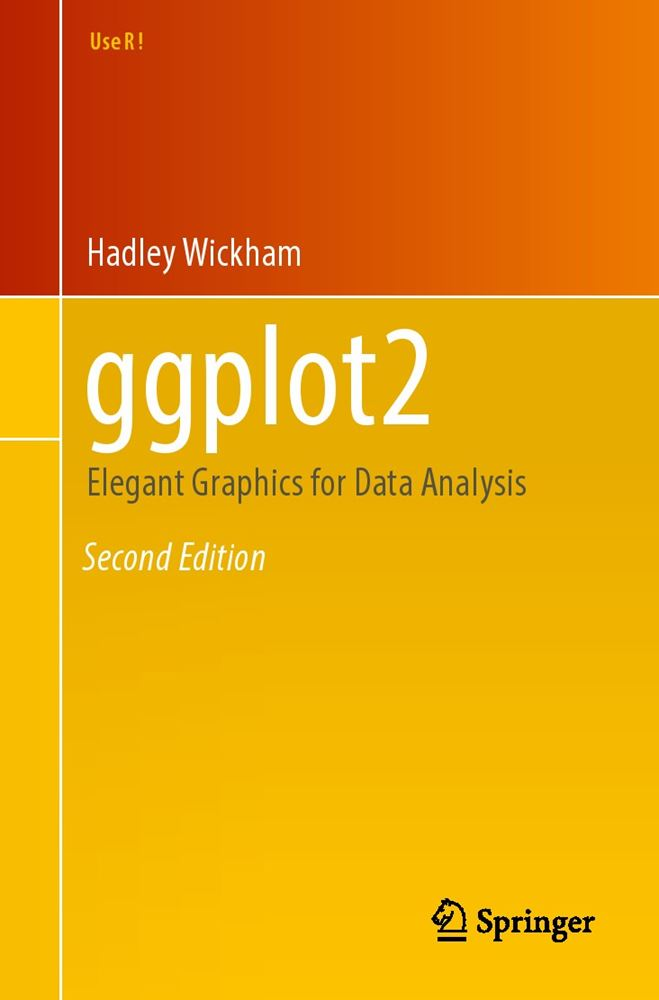 Use R!
Hadley Wickham
ggplot2
Elegant Graphics for Data Analysis
Second Edition
Springer